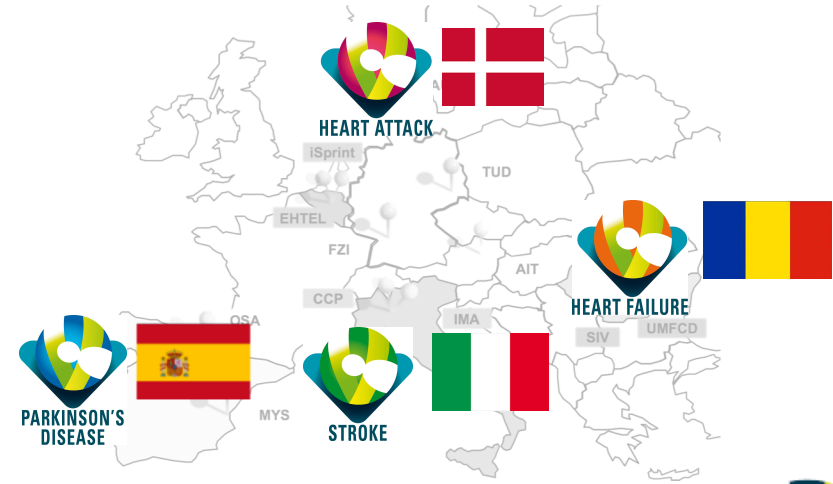 HEART ATTACK
iSprint
TUD
EHTEL
FZI
AIT
CCP
HEART FAILURE
IMA
OSA
SIV
UMFCD
MYS
PARKINSON'S
DISEASE
STROKE